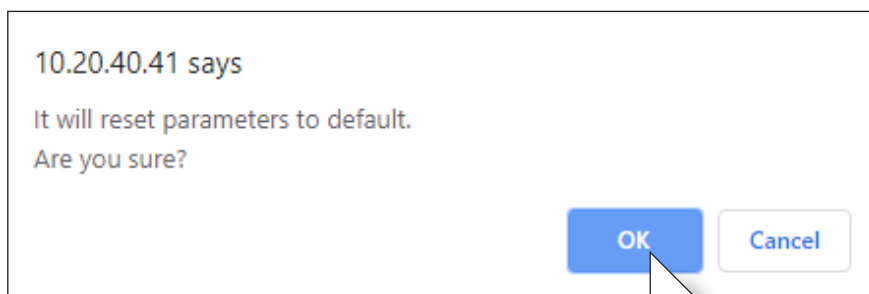 10.20.40.41 says
It will reset parameters to default.
Are you sure?
OK
Cancel